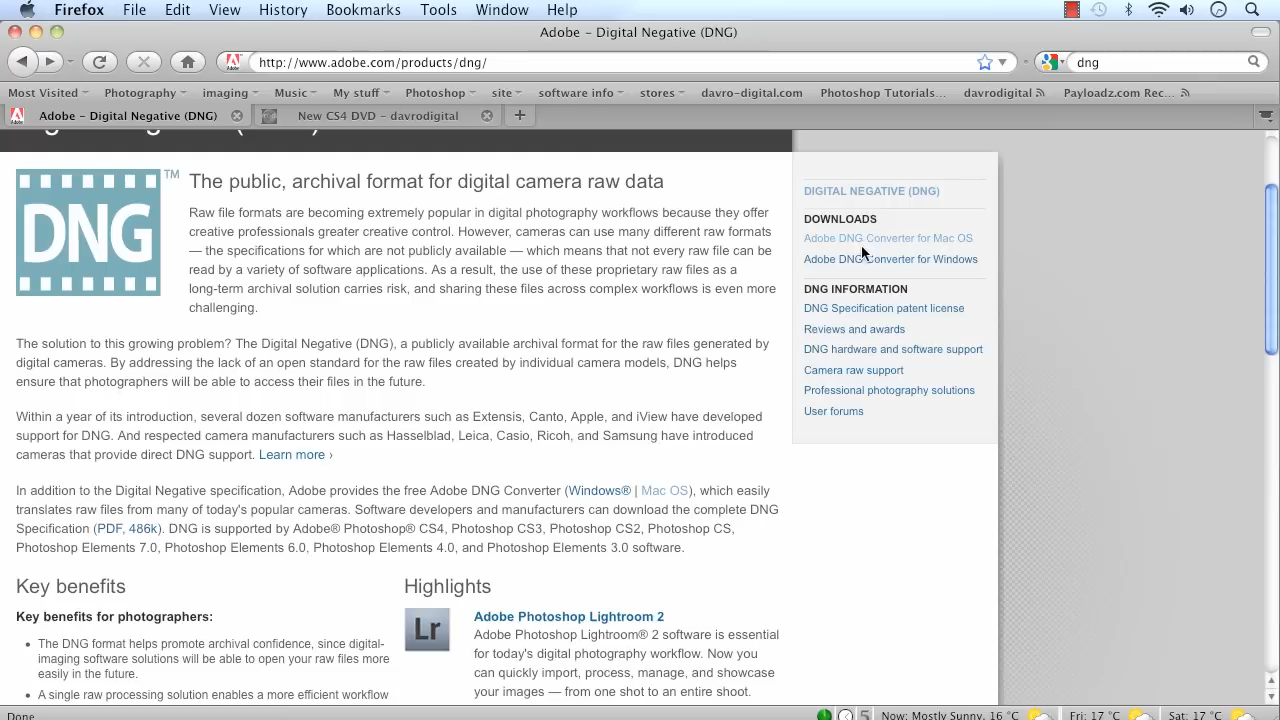 Firefox File Edit View History Bookmarks Tools Window Help
Adobe – Digital Negative (DNG)
http://www.adobe.com/products/dng/
dng
Most Visited Photography imaging Music My stuff Photoshop site software info stores davro-digital.com Photoshop Tutorials... davrodigital Payloadz.com Rec...
Adobe – Digital Negative (DNG) New CS4 DVD – davrodigital
DNG
TM
The public, archival format for digital camera raw data
Raw file formats are becoming extremely popular in digital photography workflows because they offer
creative professionals greater creative control. However, cameras can use many different raw formats
— the specifications for which are not publicly available — which means that not every raw file can be
read by a variety of software applications. As a result, the use of these proprietary raw files as a
long-term archival solution carries risk, and sharing these files across complex workflows is even more
challenging.
The solution to this growing problem? The Digital Negative (DNG), a publicly available archival format for the raw files generated by
digital cameras. By addressing the lack of an open standard for the raw files created by individual camera models, DNG helps
ensure that photographers will be able to access their files in the future.
Within a year of its introduction, several dozen software manufacturers such as Extensis, Canto, Apple, and iView have developed
support for DNG. And respected camera manufacturers such as Hasselblad, Leica, Casio, Ricoh, and Samsung have introduced
cameras that provide direct DNG support. Learn more ›
In addition to the Digital Negative specification, Adobe provides the free Adobe DNG Converter (Windows® | Mac OS), which easily
translates raw files from many of today's popular cameras. Software developers and manufacturers can download the complete DNG
Specification (PDF, 486k). DNG is supported by Adobe® Photoshop® CS4, Photoshop CS3, Photoshop CS2, Photoshop CS,
Photoshop Elements 7.0, Photoshop Elements 6.0, Photoshop Elements 4.0, and Photoshop Elements 3.0 software.
Key benefits
Key benefits for photographers:
• The DNG format helps promote archival confidence, since digital-
imaging software solutions will be able to open your raw files more
easily in the future.
• A single raw processing solution enables a more efficient workflow
Highlights
Lr
Adobe Photoshop Lightroom 2
Adobe Photoshop Lightroom® 2 software is essential
for today's digital photography workflow. Now you
can quickly import, process, manage, and showcase
your images — from one shot to an entire shoot.
DIGITAL NEGATIVE (DNG)
DOWNLOADS
Adobe DNG Converter for Mac OS
Adobe DNG Converter for Windows
DNG INFORMATION
DNG Specification patent license
Reviews and awards
DNG hardware and software support
Camera raw support
Professional photography solutions
User forums
Done
5 Now: Mostly Sunny, 16 °C Fri: 17 °C Sat: 17 °C